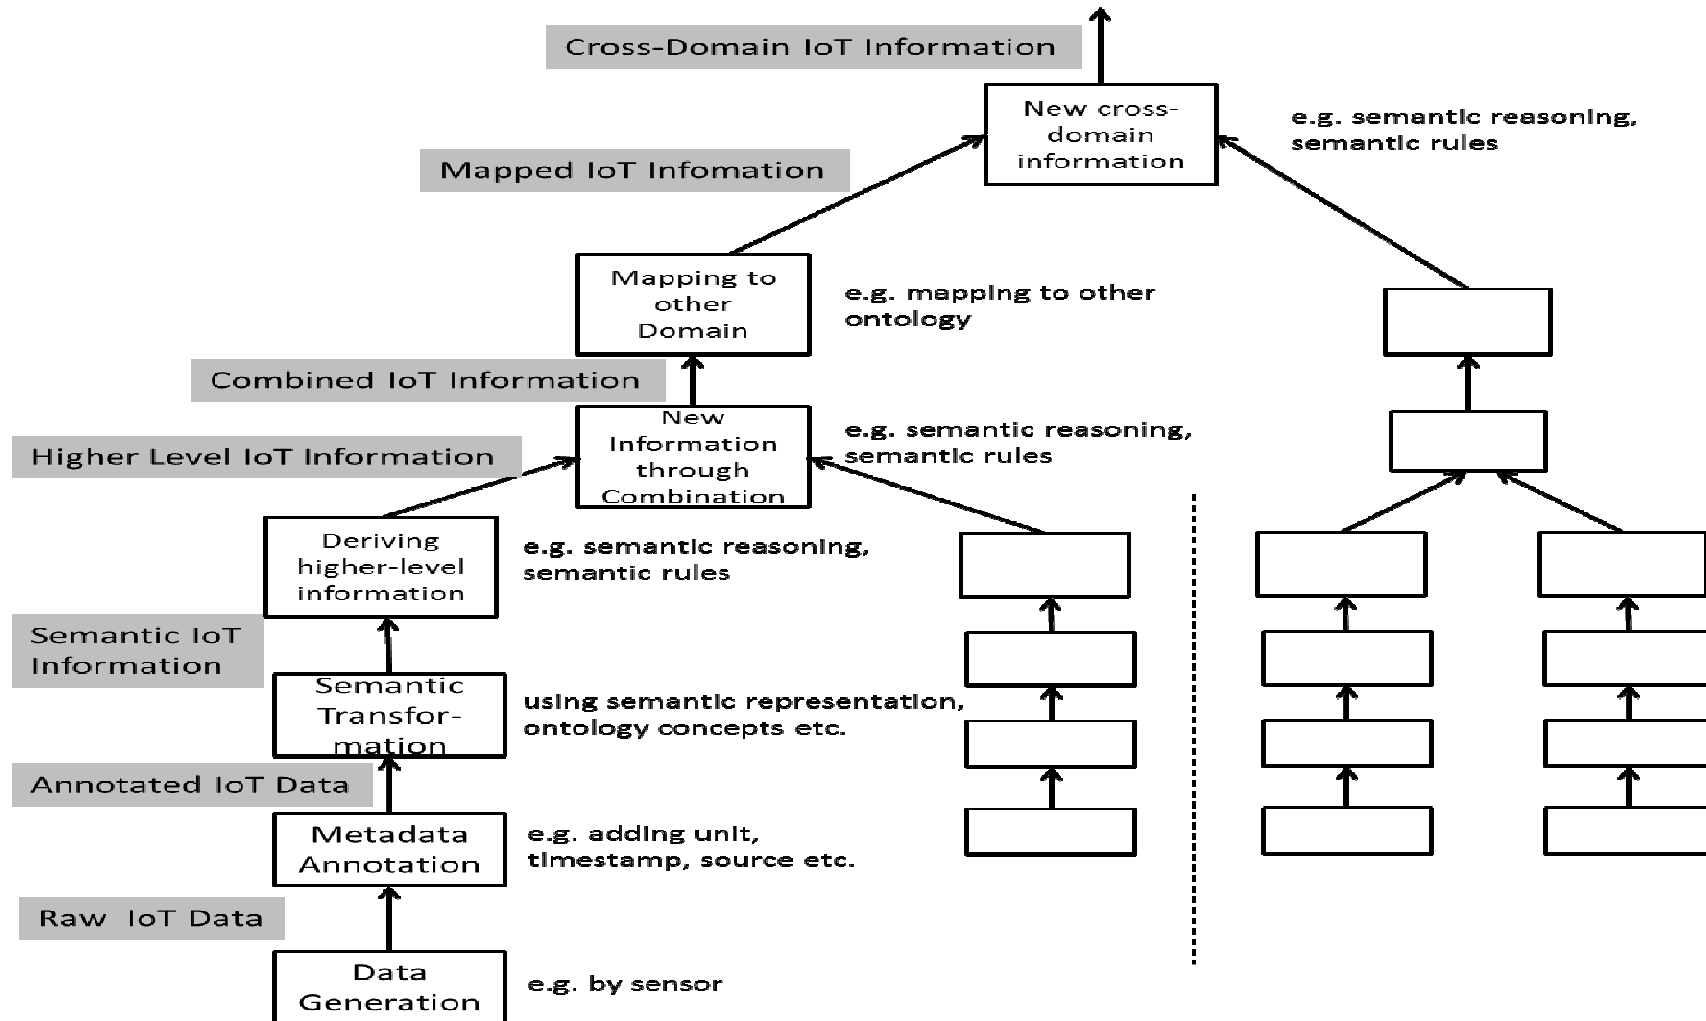 Cross-Domain IoT Information
New cross-
domain
information
e.g. semantic reasoning,
semantic rules
Mapped IoT Infomation
Mapping to
other
Domain
e.g. mapping to other
ontology
Combined IoT Information
New
Information
through
Combination
e.g. semantic reasoning,
semantic rules
Higher Level IoT Information
Deriving
higher-level
information
e.g. semantic reasoning,
semantic rules
Semantic IoT
Information
Semantic
Transfor-
mation
using semantic representation,
ontology concepts etc.
Annotated IoT Data
Metadata
Annotation
e.g. adding unit,
timestamp, source etc.
Raw IoT Data
Data
Generation
e.g. by sensor